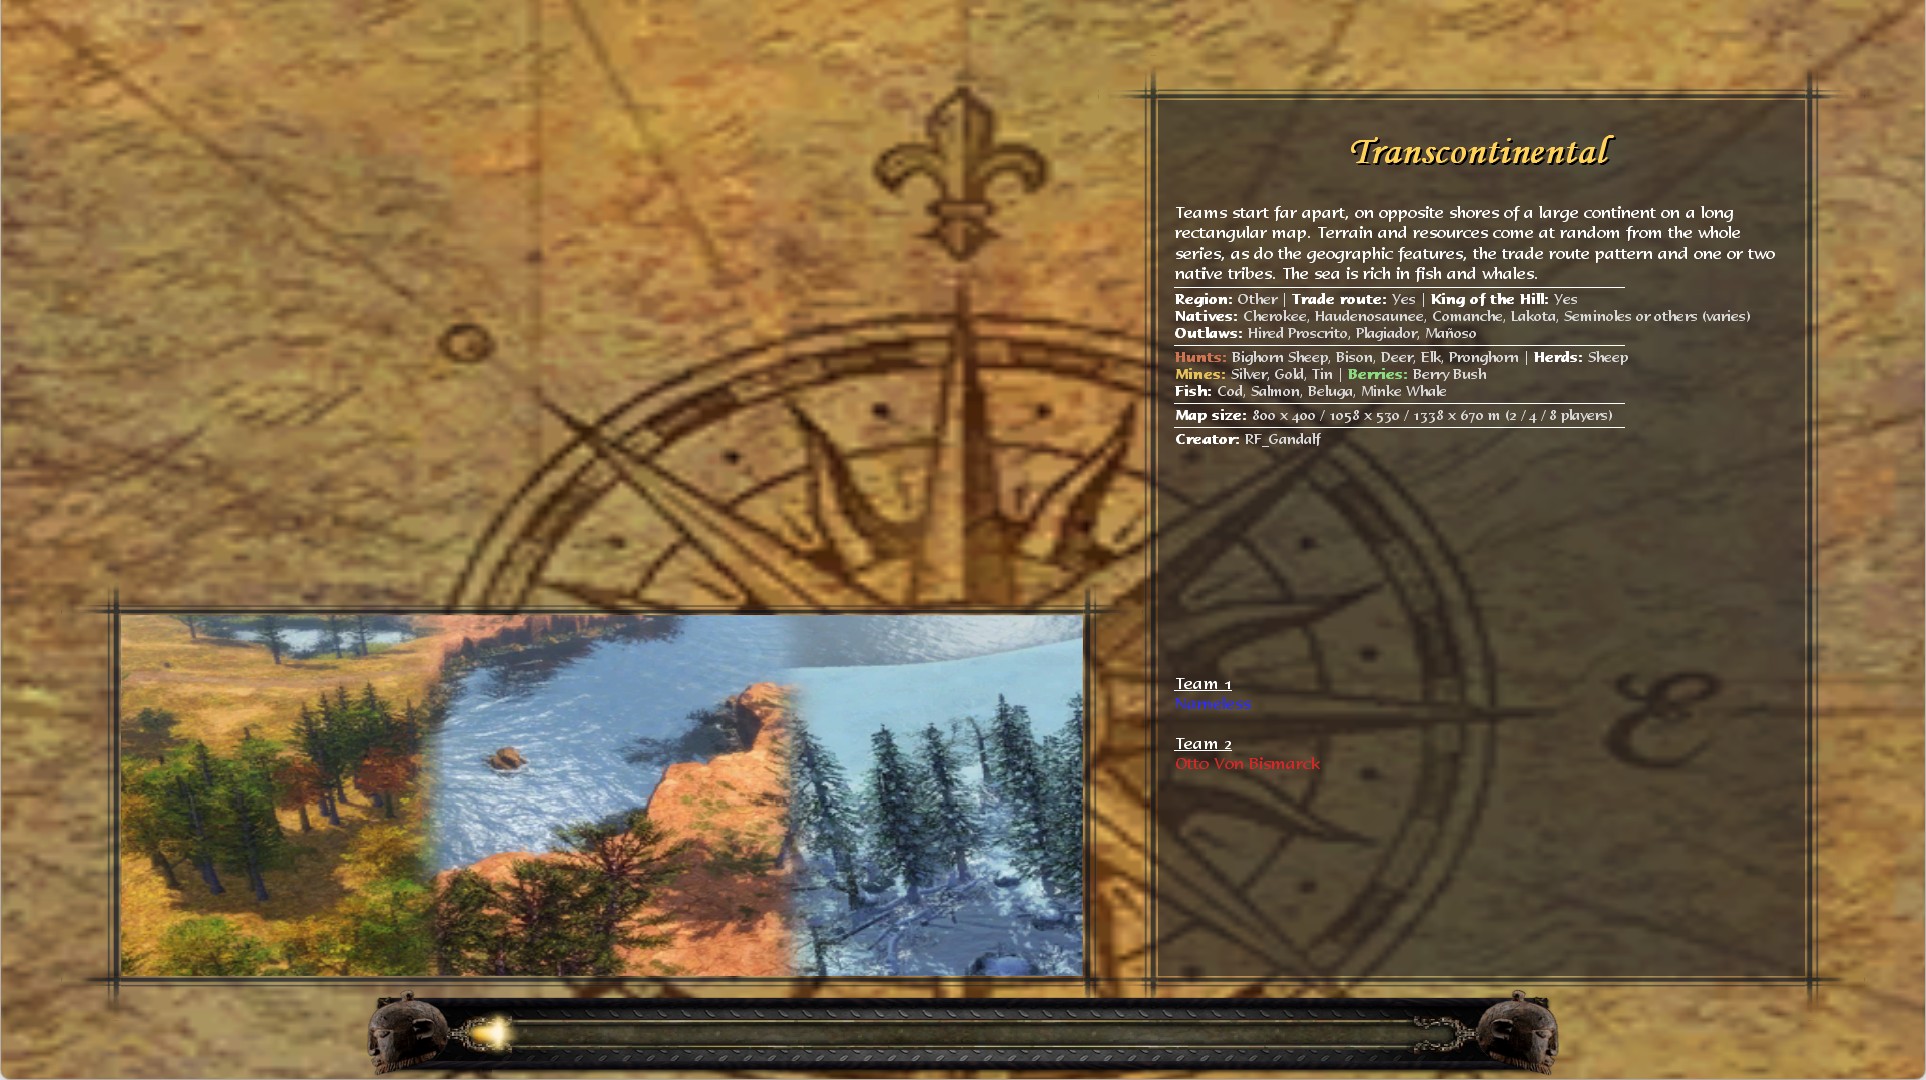 Transcontinental
Teams start far apart, on opposite shores of a large continent on a long
rectangular map. Terrain and resources come at random from the whole
series, as do the geographic features, the trade route pattern and one or two
native tribes. The sea is rich in fish and whales.
Region: Other | Trade route: Yes | King of the Hill: Yes
Natives: Cherokee, Haudenosaunee, Comanche, Lakota, Seminoles or others (varies)
Outlaws: Hired Proscrito, Plagiador, Mañoso
Hunts: Bighorn Sheep, Bison, Deer, Elk, Pronghorn | Herds: Sheep
Mines: Silver, Gold, Tin | Berries: Berry Bush
Fish: Cod, Salmon, Beluga, Minke Whale
Map size: 800 x 400 / 1058 x 530 / 1338 x 670 m (2 / 4 / 8 players)
Creator: RF_Gandalf
Team 1
Team 2
Otto Von Bismarck
E